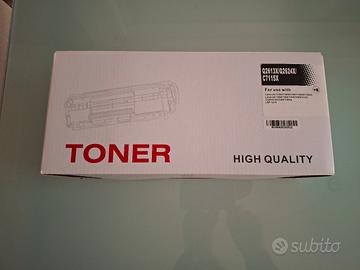 Q2613X/Q2624X/
C7115X
For use with
TONER
HIGH QUALITY
subito